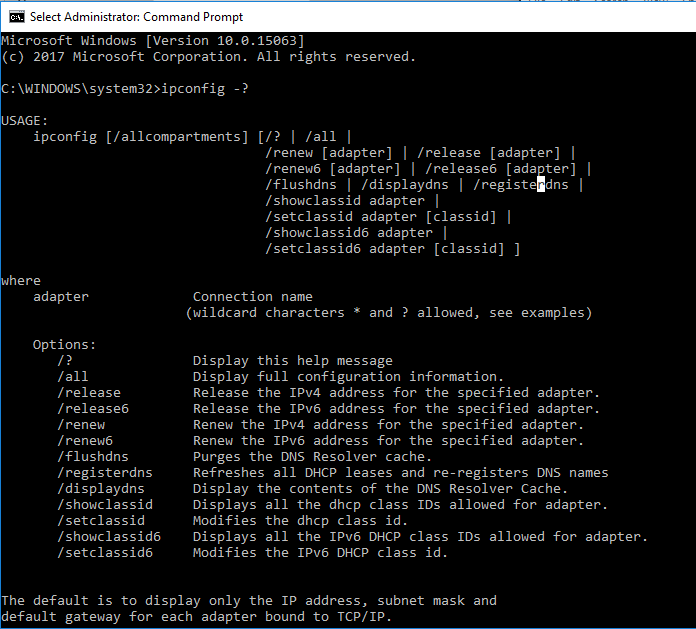 Select Administrator: Command Prompt
Microsoft Windows [Version 10.0.15063]
(c) 2017 Microsoft Corporation. All rights reserved.
C:\WINDOWS\system32>ipconfig -?
USAGE:
ipconfig [/allcompartments] [/? | /all |
/renew [adapter] | /release [adapter] |
/renew6 [adapter] | /release6 [adapter] |
/flushdns | /displaydns | /registerdns |
/showclassid adapter |
/setclassid adapter [classid] |
/showclassid6 adapter |
/setclassid6 adapter [classid] ]
where
adapter Connection name
(wildcard characters * and ? allowed, see examples)
Options:
/? Display this help message
/all Display full configuration information.
/release Release the IPv4 address for the specified adapter.
/release6 Release the IPv6 address for the specified adapter.
/renew Renew the IPv4 address for the specified adapter.
/renew6 Renew the IPv6 address for the specified adapter.
/flushdns Purges the DNS Resolver cache.
/registerdns Refreshes all DHCP leases and re-registers DNS names
/displaydns Display the contents of the DNS Resolver Cache.
/showclassid Displays all the dhcp class IDs allowed for adapter.
/setclassid Modifies the dhcp class id.
/showclassid6 Displays all the IPv6 DHCP class IDs allowed for adapter.
/setclassid6 Modifies the IPv6 DHCP class id.
The default is to display only the IP address, subnet mask and
default gateway for each adapter bound to TCP/IP.